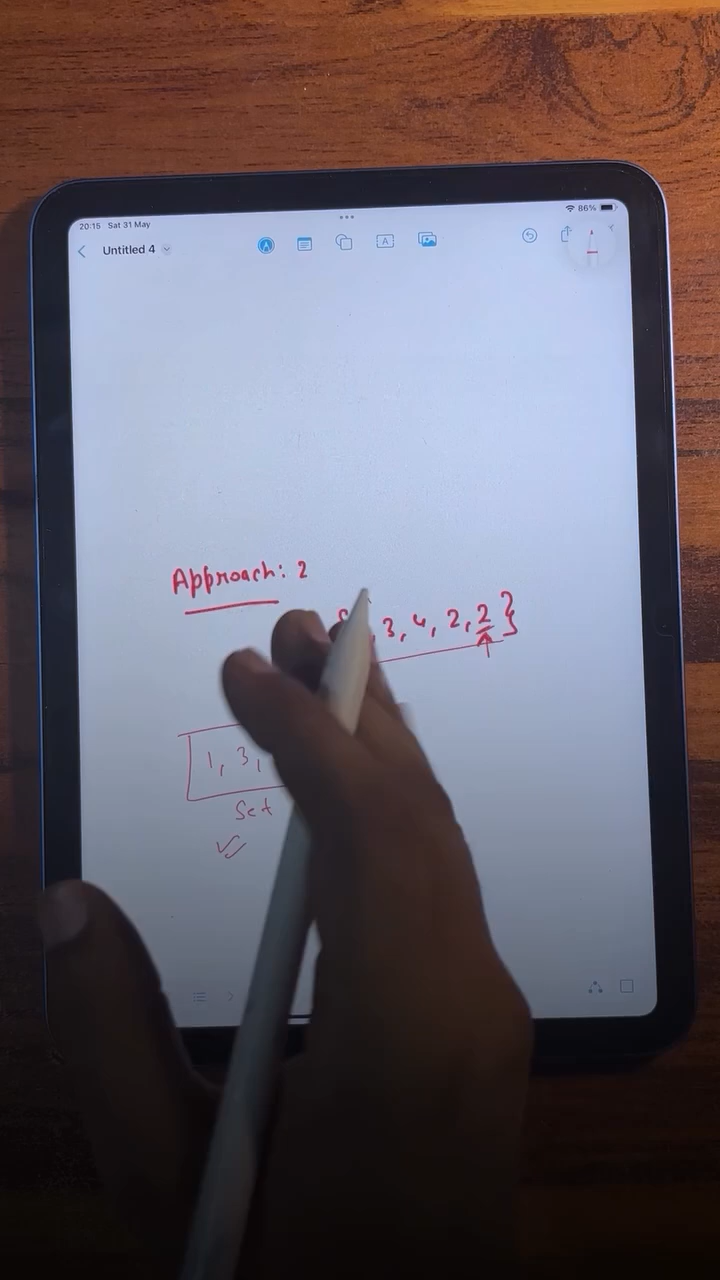 20:15 Sat 31 May
86%
Untitled 4
A
Approach: 2
, 3, 4, 2, 2}
1, 3,
Set